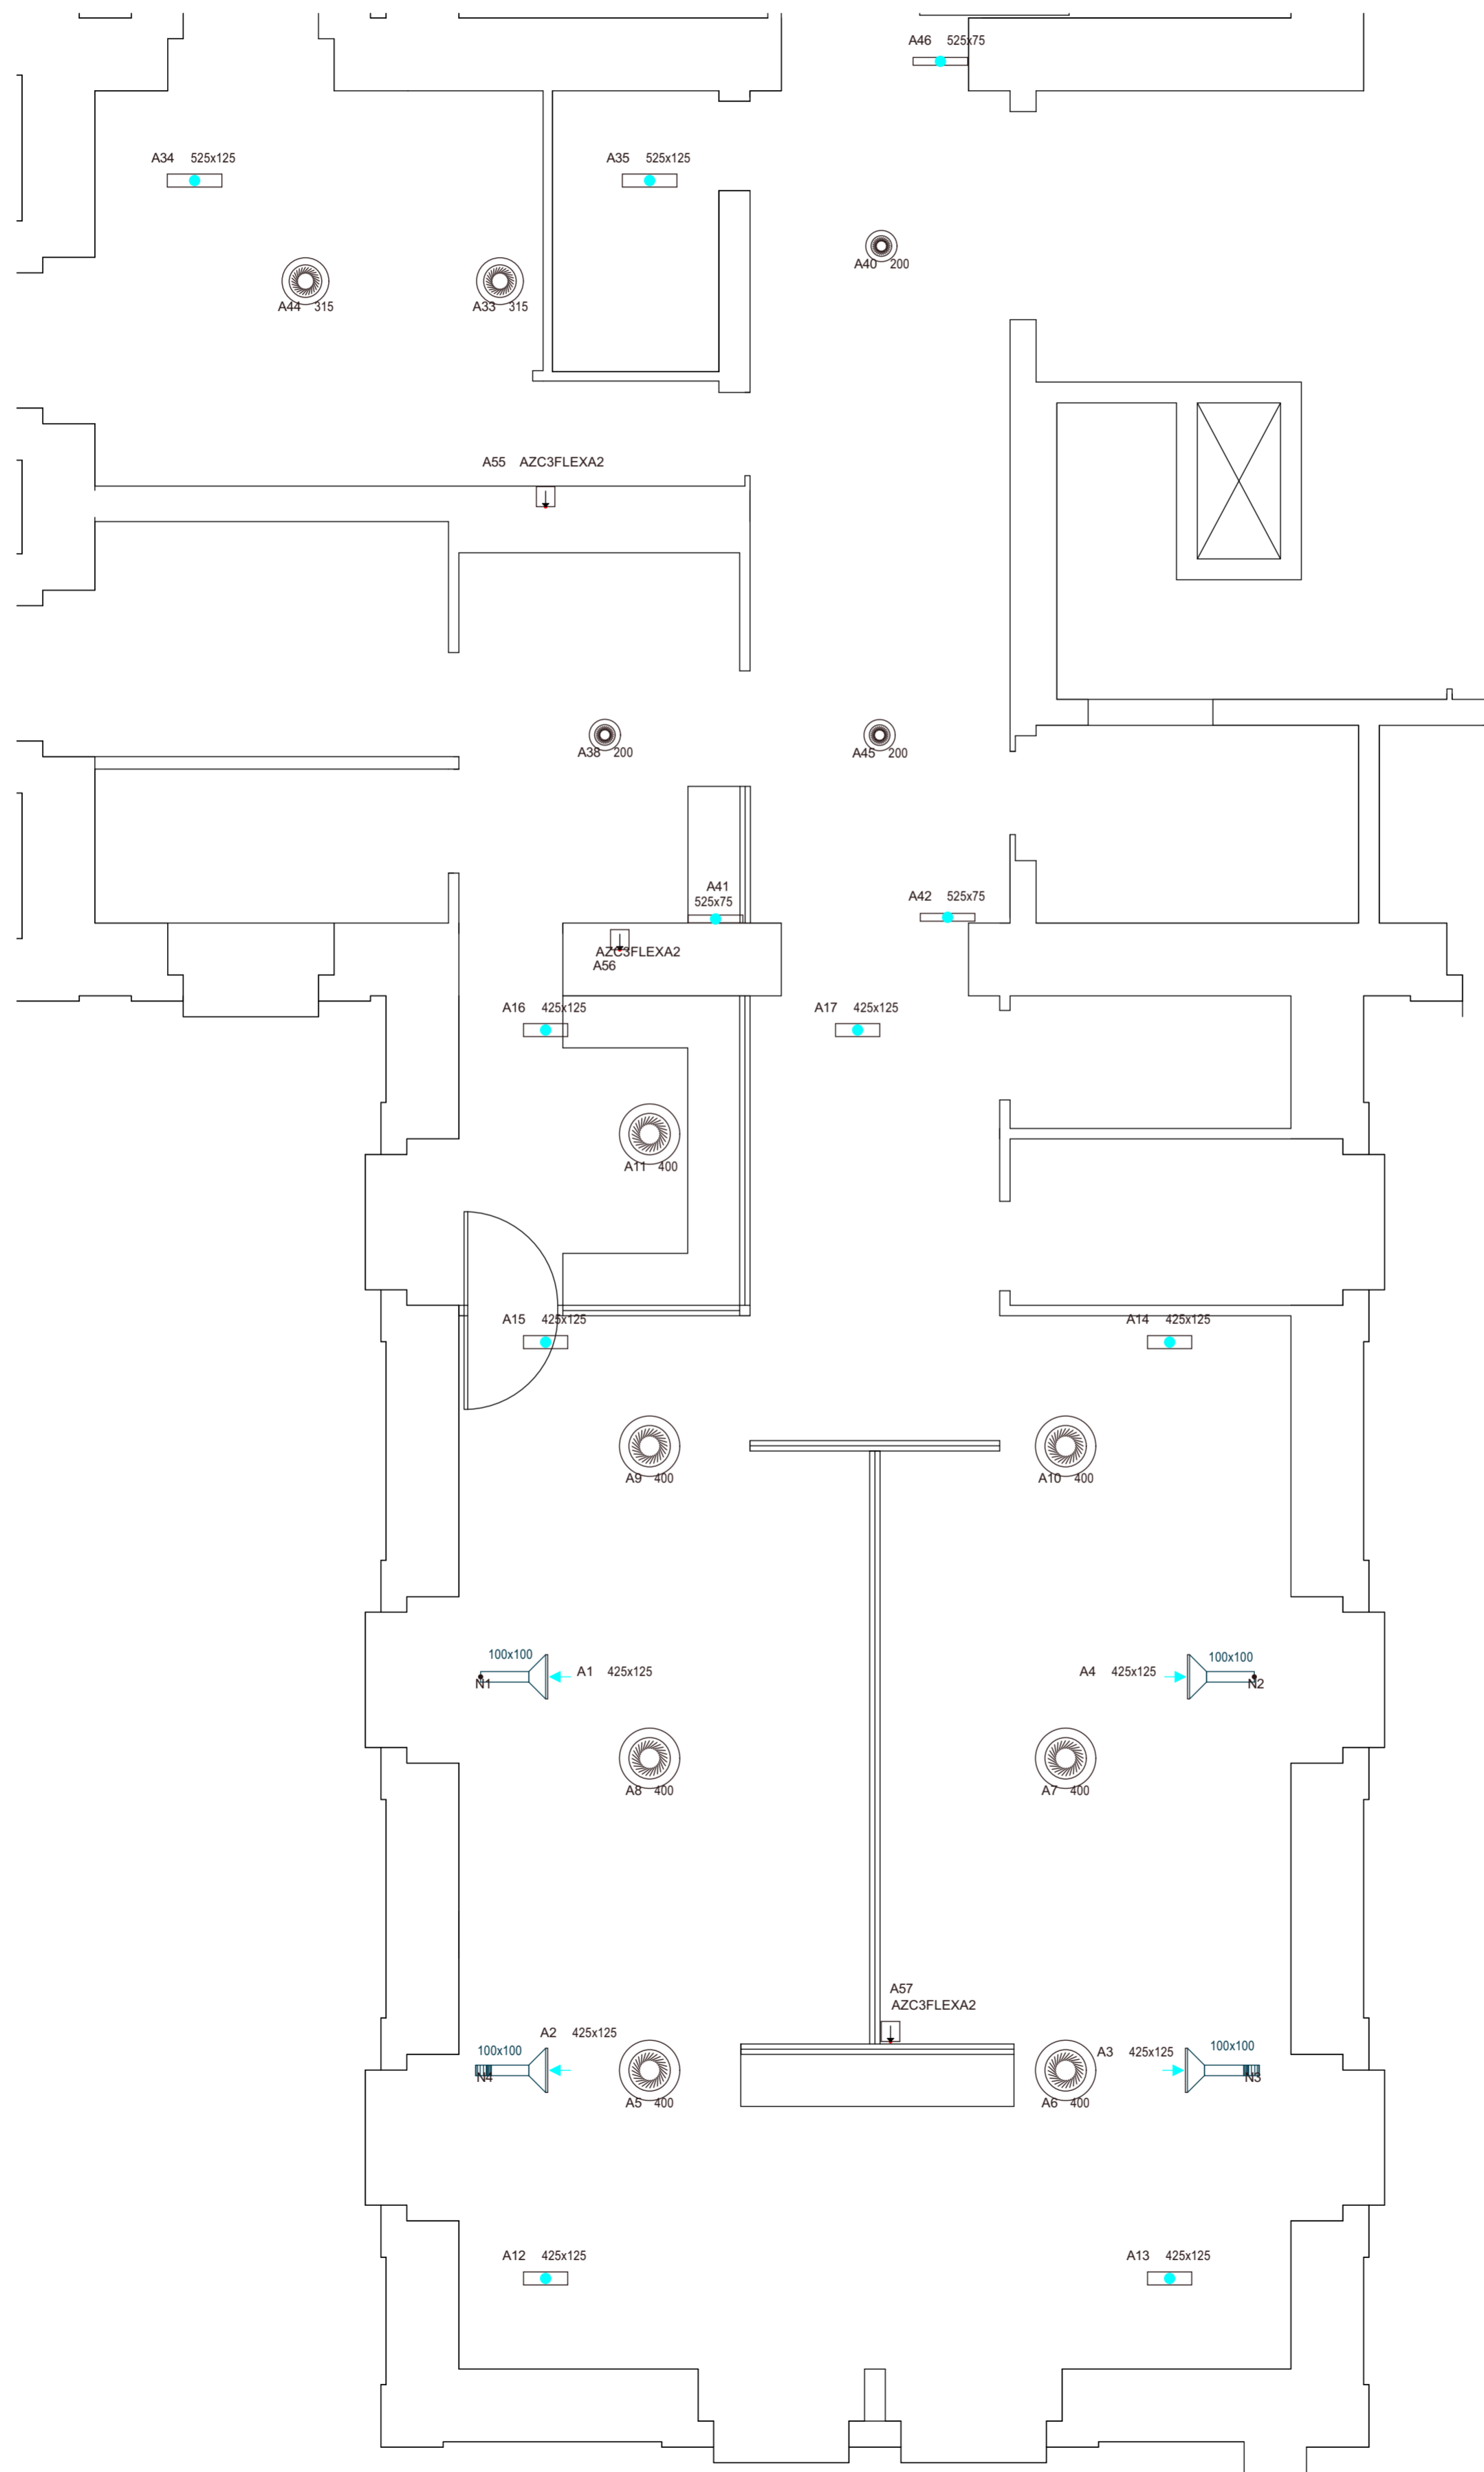 A46 525x75
A34 525x125
A35 525x125
A40 200
A44 315
A33 315
A55 AZC3FLEXA2
A38 200
A45 200
A41
525x75
A42 525x75
AZC3FLEXA2
A56
A16 425x125
A17 425x125
A11 400
A15 425x125
A14 425x125
A9 400
A10 400
100x100
A1 425x125
N1
A4 425x125
100x100
N2
A8 400
A7 400
A57
AZC3FLEXA2
A2 425x125
100x100
N4
A3 425x125
100x100
N3
A5 400
A6 400
A12 425x125
A13 425x125